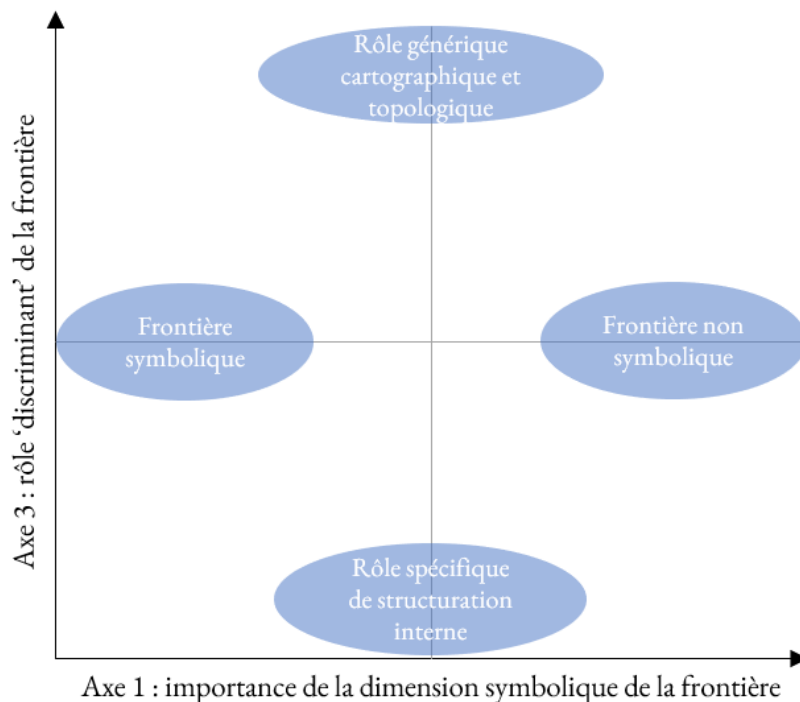 Rôle générique
cartographique et
topologique
Axe 3 : rôle ‘discriminant’ de la frontière
Frontière
symbolique
Frontière non
symbolique
Rôle spécifique
de structuration
interne
Axe 1 : importance de la dimension symbolique de la frontière